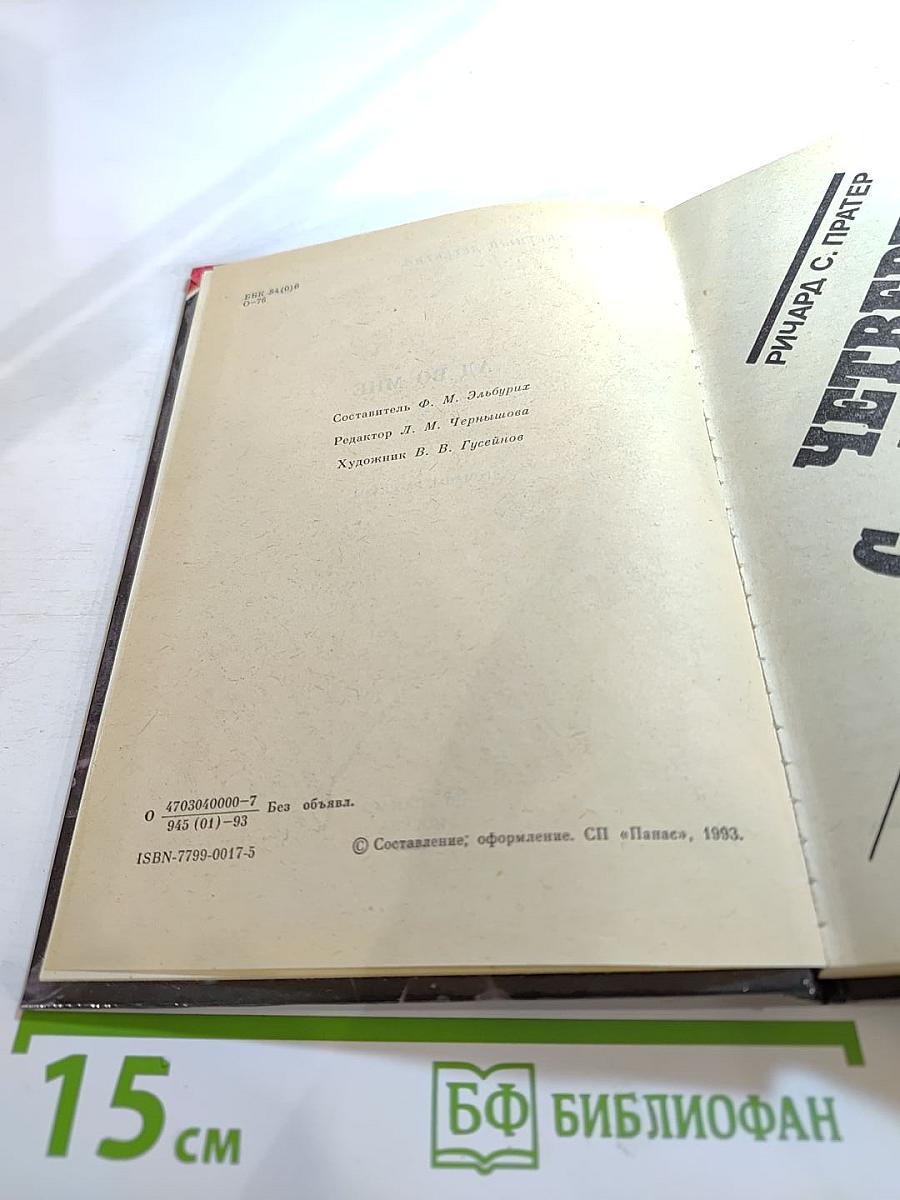 ББК 84(0)6
О-76
Составитель Ф. М. Эльбурих
Редактор Л. М. Чернышова
Художник В. В. Гусейнов
О 4703040000-7 Без объявл.
945 (01)-93
ISBN-7799-0017-5
© Составление; оформление. СП «Панас», 1993.
РИЧАРД С. ПРАТЕР
15 см
БФ БИБЛИОФАН